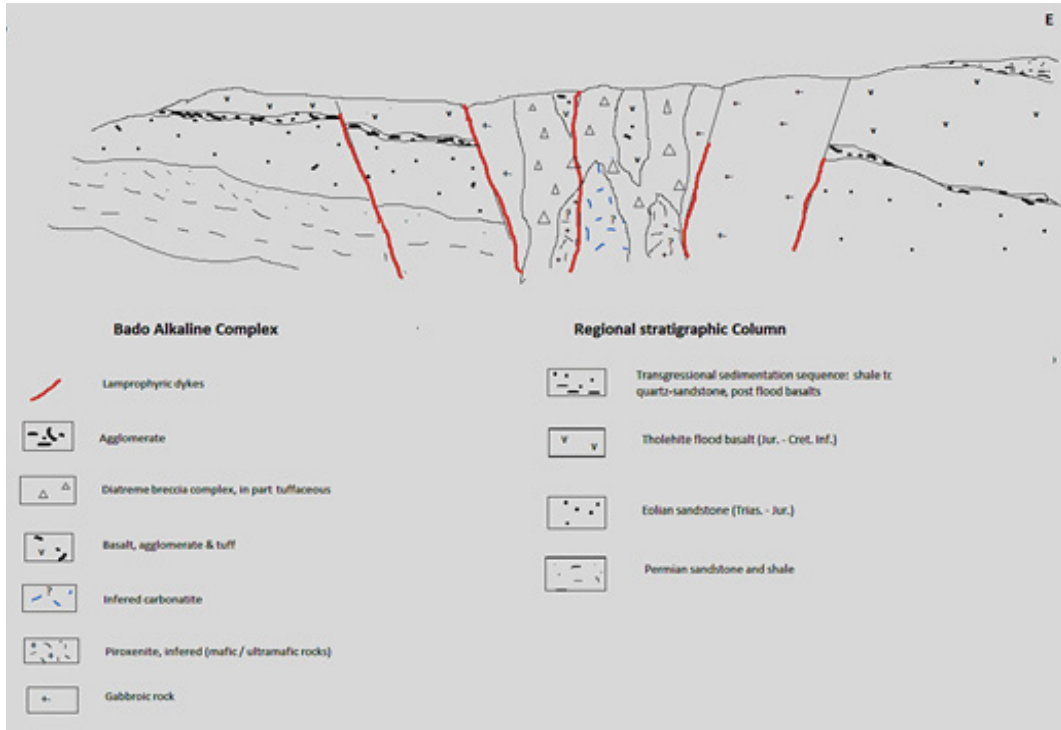 E
Bado Alkaline Complex
Regional stratigraphic Column
Lamprophyric dykes
Agglomerate
Diatreme breccia complex, in part tuffaceous
Basalt, agglomerate & tuff
Infered carbonatite
Piroxenite, infered (mafic / ultramafic rocks)
Gabbroic rock
Transgressional sedimentation sequence: shale tc
quartz-sandstone, post flood basalts
Tholehite flood basalt (Jur. - Cret. Inf.)
Eolian sandstone (Trias. - Jur.)
Permian sandstone and shale